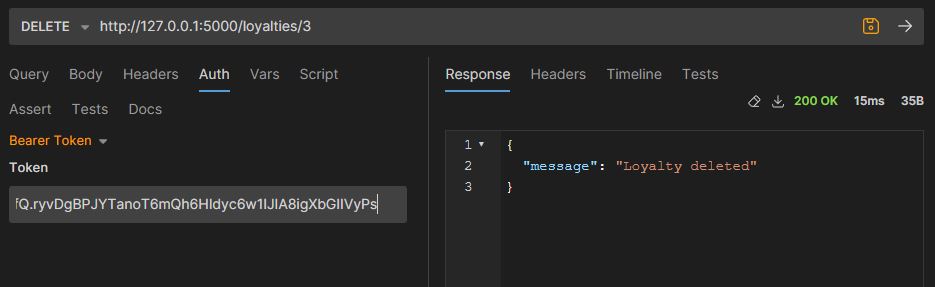 DELETE http://127.0.0.1:5000/loyalties/3
Query Body Headers Auth Vars Script
Assert Tests Docs
Bearer Token
Token
fQ.ryvDgBPJYTanoT6mQh6HIdyc6w1IJIA8igXbGIIVyPs
Response Headers Timeline Tests
200 OK 15ms 35B
1 {
2 "message": "Loyalty deleted"
3 }